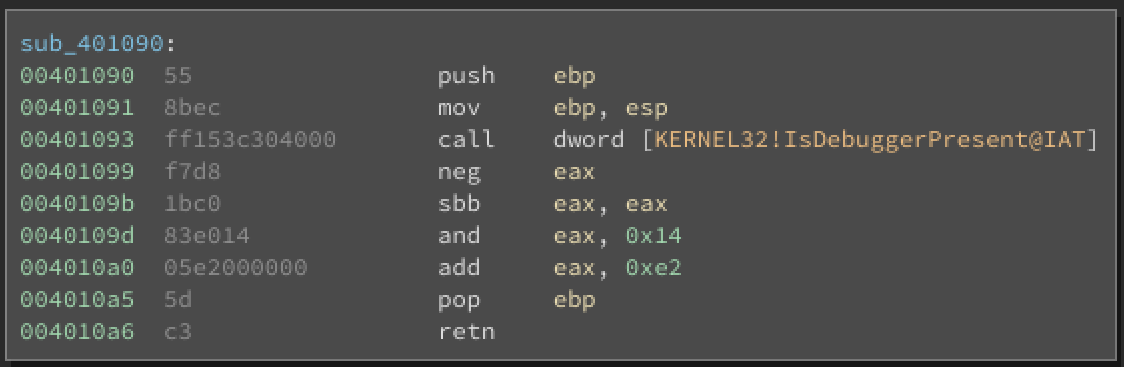 sub_401090:
00401090 55 push ebp
00401091 8bec mov ebp, esp
00401093 ff153c304000 call dword [KERNEL32!IsDebuggerPresent@IAT]
00401099 f7d8 neg eax
0040109b 1bc0 sbb eax, eax
0040109d 83e014 and eax, 0x14
004010a0 05e2000000 add eax, 0xe2
004010a5 5d pop ebp
004010a6 c3 retn